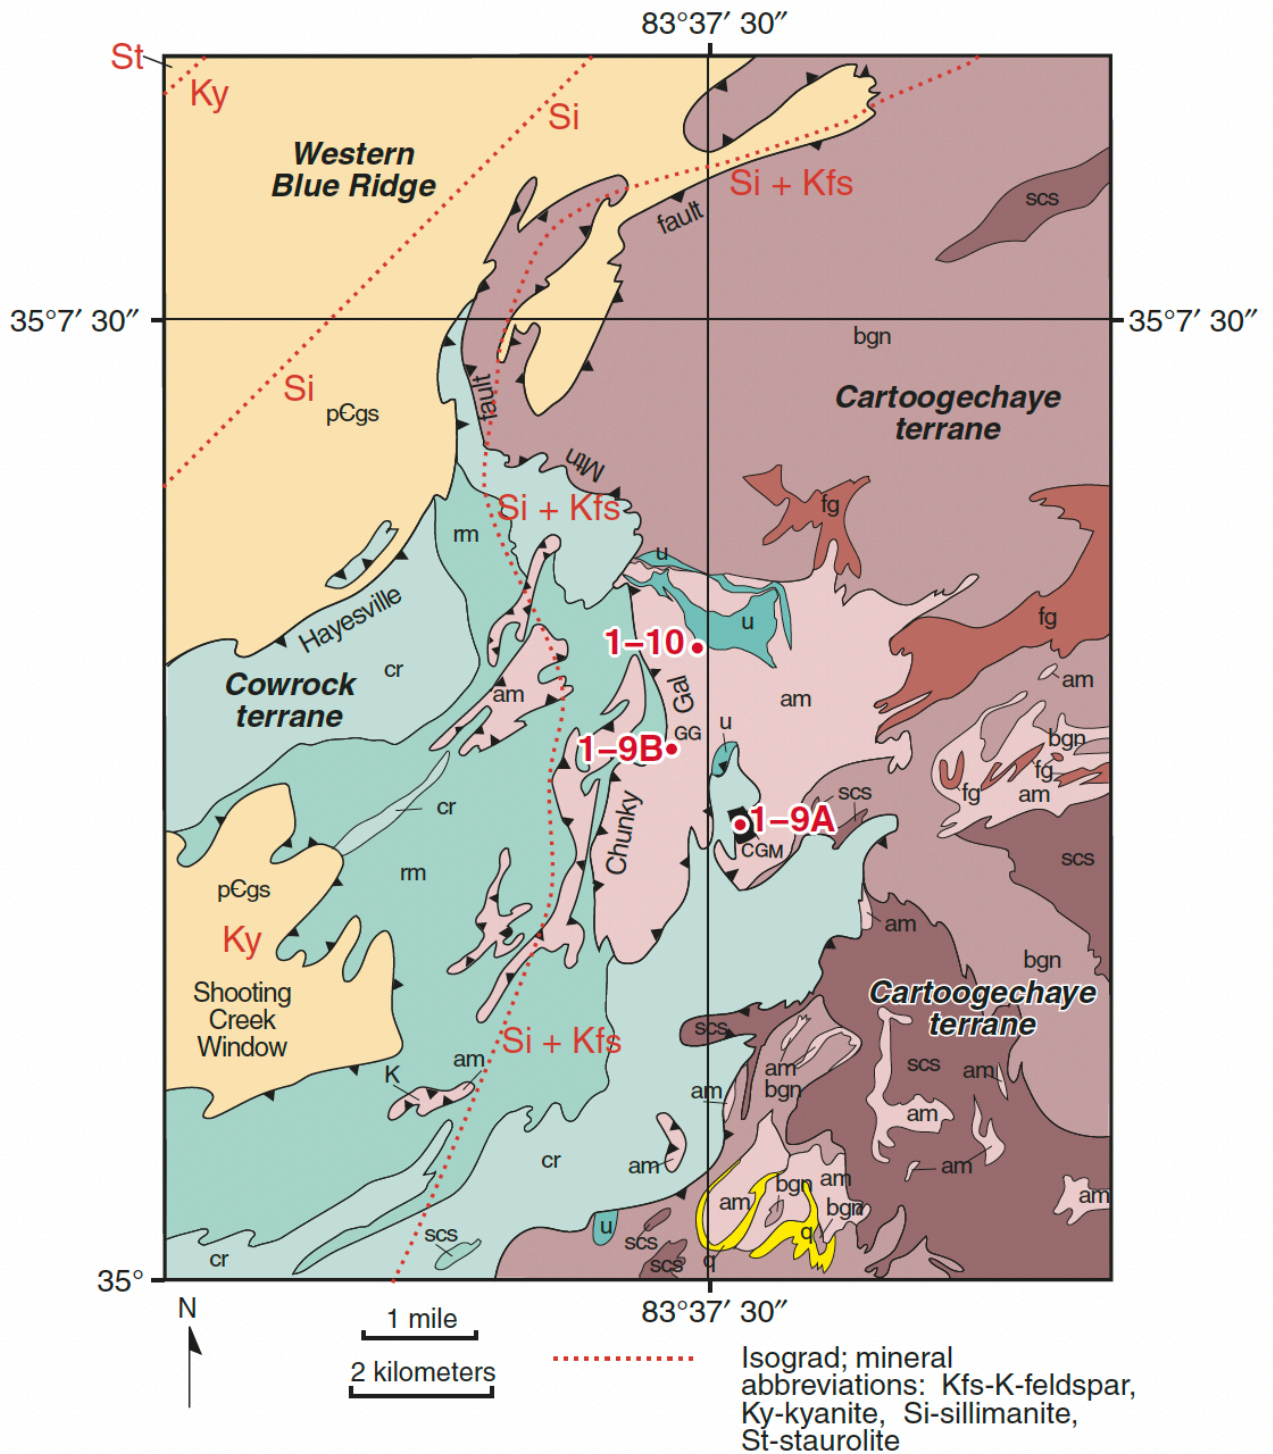 83°37′ 30″
St
Ky
Si
Western
Blue Ridge
Si + Kfs
fault
scs
35°7′ 30″
35°7′ 30″
bgn
Si
pЄgs
fault
Cartoogechaye
terrane
Mtn
Si + Kfs
fg
rm
u
Hayesville
u
fg
1–10
cr
am
Cowrock
terrane
am
Gal
am
u
GG
bgn
1–9B
fg
fg
am
scs
cr
1–9A
Chunky
CGM
scs
rm
pЄgs
am
Ky
bgn
Shooting
Creek
Window
Cartoogechaye
terrane
scs
Si + Kfs
am
K
am
bgn
scs
am
am
am
cr
am
am
am
bgn
am
am
bgn
u
scs
q
scs
cr
scs
q
35°
83°37′ 30″
N
1 mile
2 kilometers
Isograd; mineral
abbreviations: Kfs-K-feldspar,
Ky-kyanite, Si-sillimanite,
St-staurolite